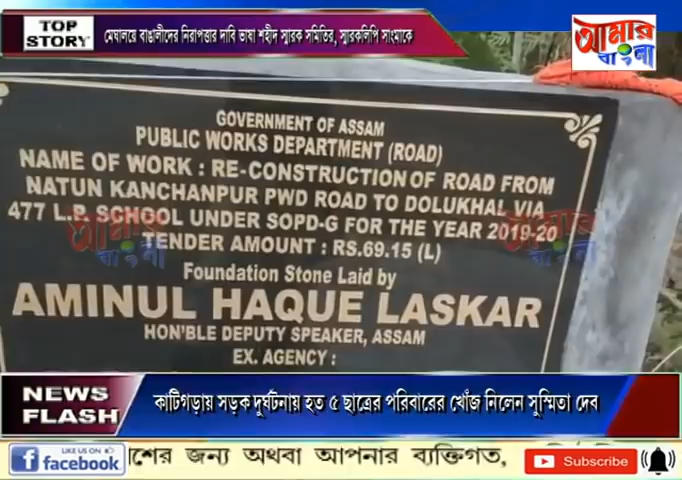 TOP STORY
মেঘালয়ে বাঙালীদের নিরাপত্তার দাবি ভাষা শহীদ স্মারক সমিতির, স্মারকলিপি সাংমাকে
আমার
বাংলা
GOVERNMENT OF ASSAM
PUBLIC WORKS DEPARTMENT (ROAD)
NAME OF WORK : RE-CONSTRUCTION OF ROAD FROM
NATUN KANCHANPUR PWD ROAD TO DOLUKHAL VIA
477 L.P. SCHOOL UNDER SOPD-G FOR THE YEAR 2019-20
TENDER AMOUNT : RS.69.15 (L)
Foundation Stone Laid by
AMINUL HAQUE LASKAR
HON'BLE DEPUTY SPEAKER, ASSAM
EX. AGENCY :
আমার বাংলা
আমার বাংলা
NEWS FLASH
কাটিগড়ায় সড়ক দুর্ঘটনায় হত ৫ ছাত্রের পরিবারের খোঁজ নিলেন সুস্মিতা দেব
LIKE US ON
facebook
শের জন্য অথবা আপনার ব্যক্তিগত,
Subscribe